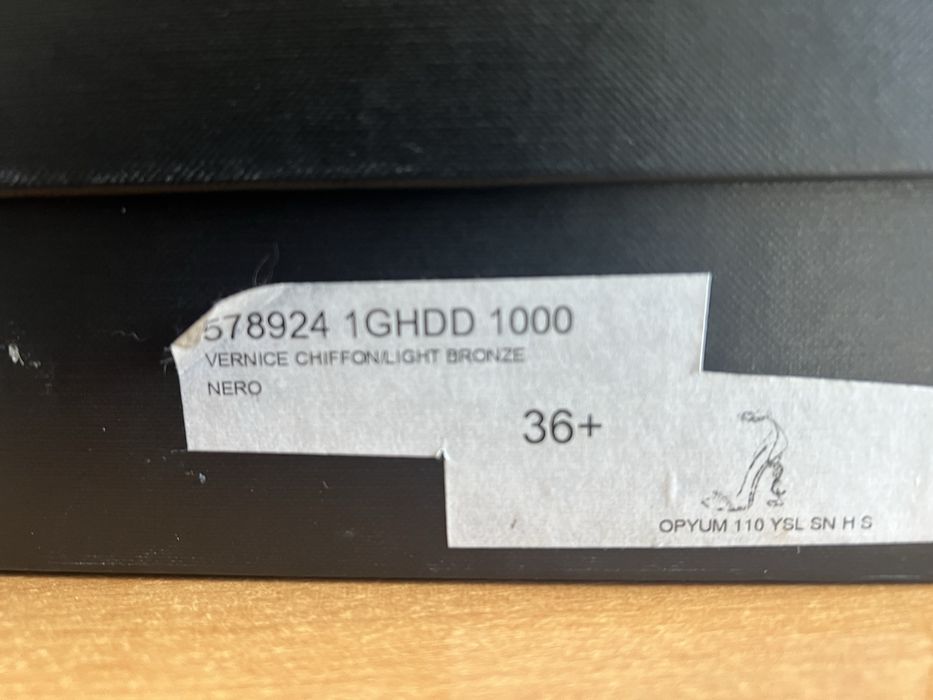 578924 1GHDD 1000
VERNICE CHIFFON/LIGHT BRONZE
NERO
36+
OPYUM 110 YSL SN H S